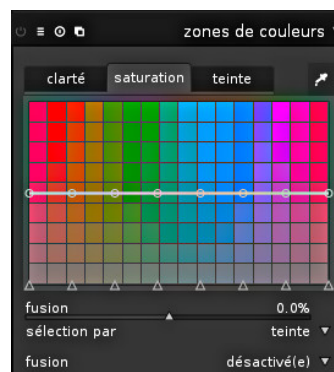 zones de couleurs
clarté saturation teinte
fusion 0.0%
sélection par teinte
fusion désactivé(e)